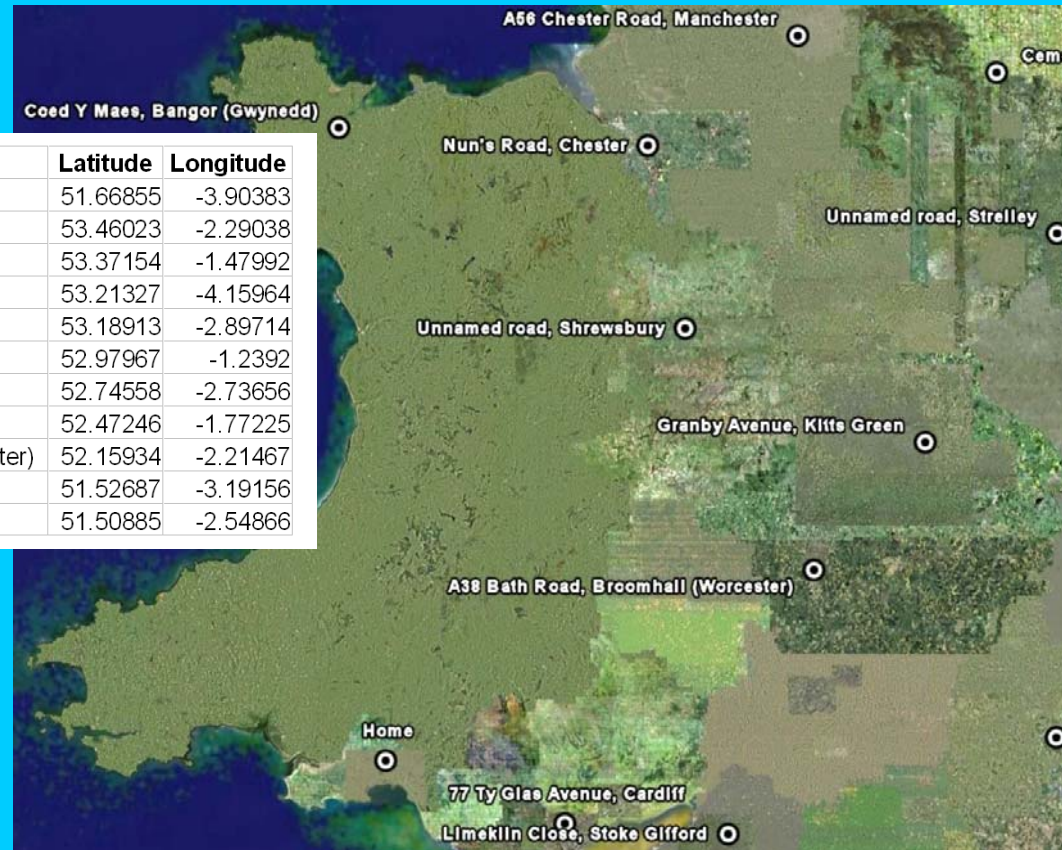 A56 Chester Road, Manchester
Cem
Coed Y Maes, Bangor (Gwynedd)
Nun's Road, Chester
Latitude Longitude
51.66855 -3.90383
53.46023 -2.29038
53.37154 -1.47992
53.21327 -4.15964
53.18913 -2.89714
52.97967 -1.2392
52.74558 -2.73656
52.47246 -1.77225
ter) 52.15934 -2.21467
51.52687 -3.19156
51.50885 -2.54866
Unnamed road, Strelley
Unnamed road, Shrewsbury
Granby Avenue, Kitts Green
A38 Bath Road, Broomhall (Worcester)
Home
77 Ty Glas Avenue, Cardiff
Limekiln Close, Stoke Gifford